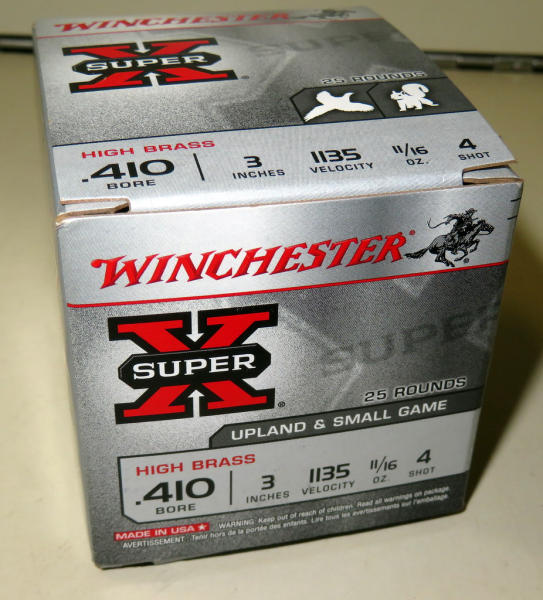 WINCHESTER
SUPER X ®
25 ROUNDS
HIGH BRASS
.410 BORE
3 INCHES
1135 VELOCITY
11/16 OZ.
4 SHOT
WINCHESTER ®
SUPER X ®
SUPER
25 ROUNDS
UPLAND & SMALL GAME
HIGH BRASS
.410 BORE
3 INCHES
1135 VELOCITY
11/16 OZ.
4 SHOT
MADE IN USA ★
WARNING: Keep out of reach of children. Read all warnings on package.
AVERTISSEMENT: Tenir hors de la portée des enfants. Lire tous les avertissements sur l'emballage.